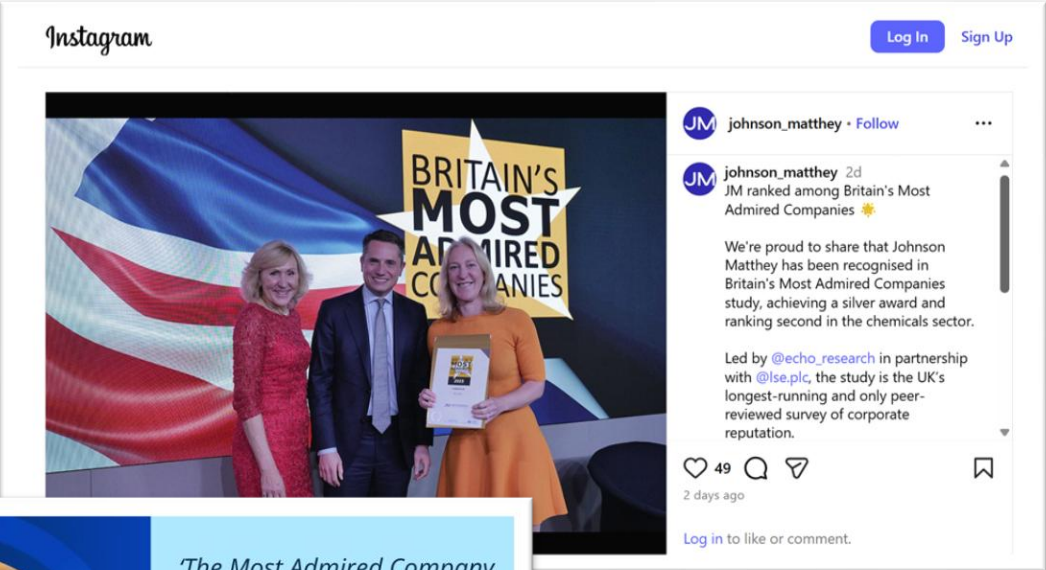 Instagram
Log In
Sign Up
BRITAIN'S
MOST
ADMIRED
COMPANIES
MOST
JM
johnson_matthey • Follow
JM
johnson_matthey 2d
JM ranked among Britain's Most
Admired Companies 🌟
We're proud to share that Johnson
Matthey has been recognised in
Britain's Most Admired Companies
study, achieving a silver award and
ranking second in the chemicals sector.
Led by @echo_research in partnership
with @lse.plc, the study is the UK's
longest-running and only peer-
reviewed survey of corporate
reputation.
49
2 days ago
Log in to like or comment.
'The Most Admired Company